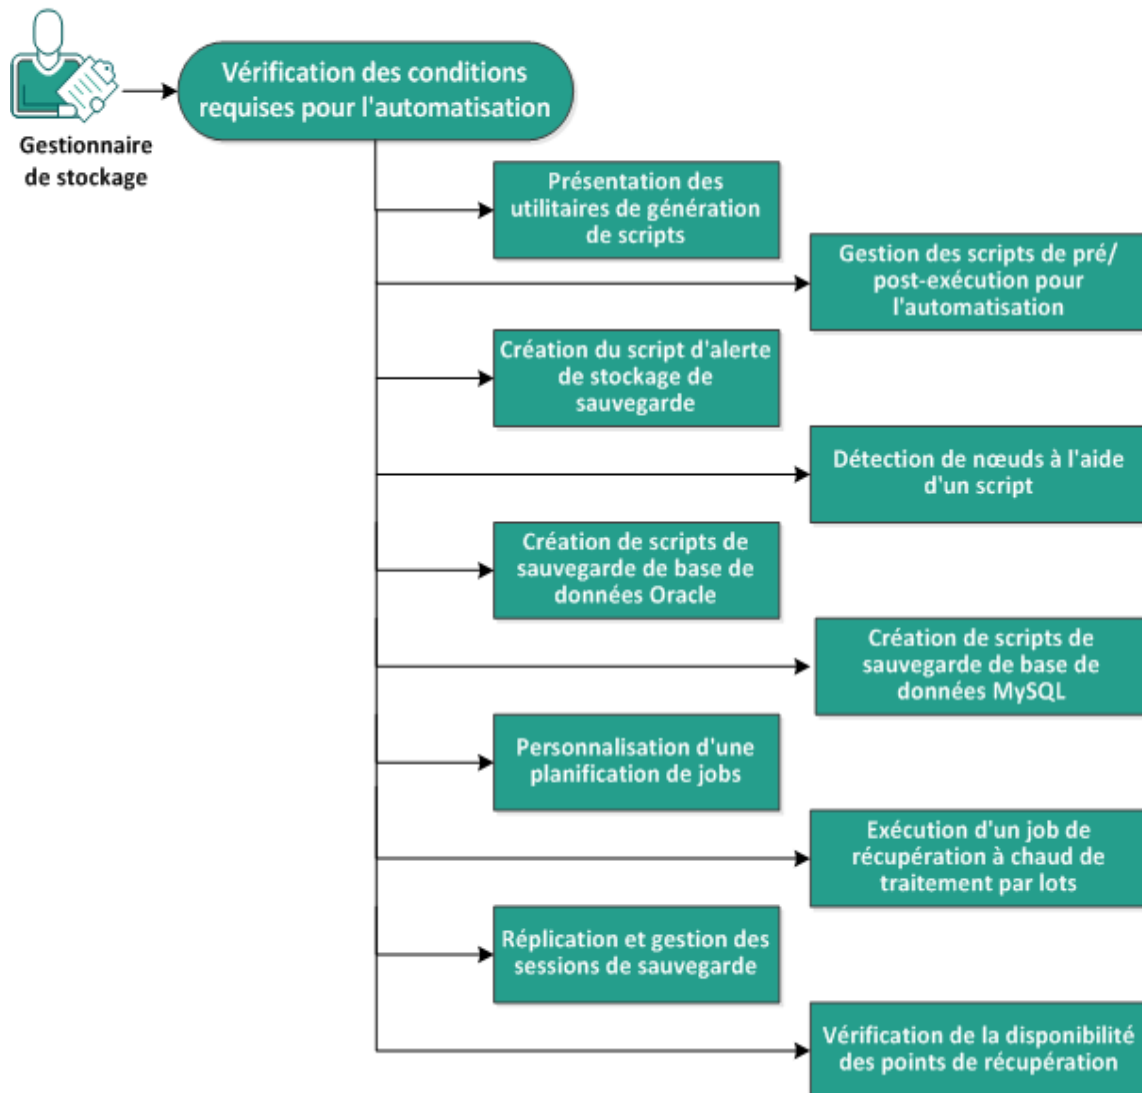 Vérification des conditions
requises pour l'automatisation
Gestionnaire
de stockage
Présentation des
utilitaires de génération
de scripts
Gestion des scripts de pré/
post-exécution pour
l'automatisation
Création du script d'alerte
de stockage de
sauvegarde
Détection de nœuds à l'aide
d'un script
Création de scripts de
sauvegarde de base de
données Oracle
Création de scripts de
sauvegarde de base de
données MySQL
Personnalisation d'une
planification de jobs
Exécution d'un job de
récupération à chaud de
traitement par lots
Réplication et gestion des
sessions de sauvegarde
Vérification de la disponibilité
des points de récupération